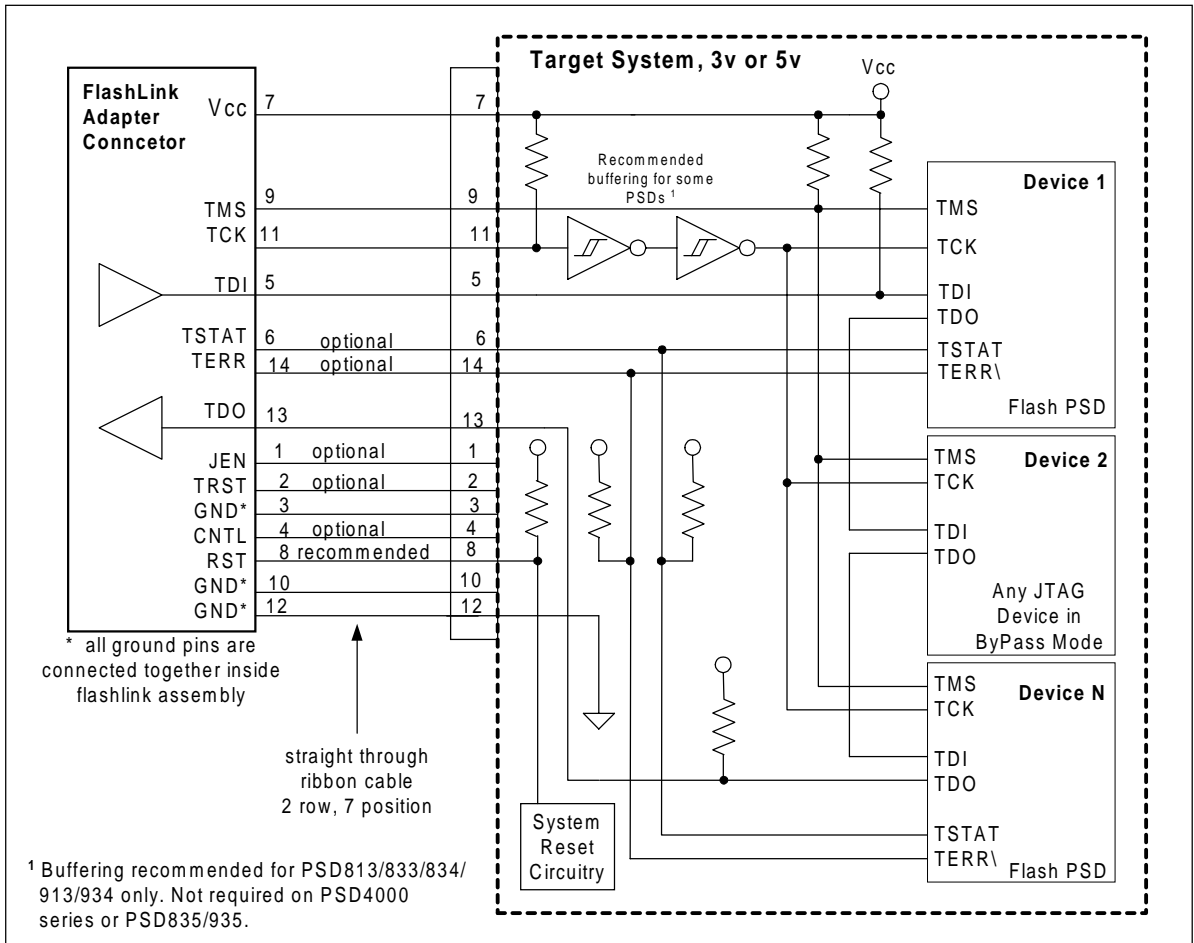 Target System, 3v or 5v
Vcc
FlashLink
Adapter
Conncetor
Vcc
7
7
Recommended
buffering for some
PSDs ¹
Device 1
TMS
9
9
TMS
TCK
11
11
TCK
TDI
5
5
TDI
TDO
TSTAT
6
optional
6
TSTAT
TERR
14
optional
14
TERR\
Flash PSD
TDO
13
13
JEN
1
optional
1
TRST
2
optional
2
GND*
3
3
CNTL
4
optional
4
RST
8
recommended
8
GND*
10
10
GND*
12
12
TMS
Device 2
TCK
TDI
TDO
Any JTAG
Device in
ByPass Mode
* all ground pins are
connected together inside
flashlink assembly
straight through
ribbon cable
2 row, 7 position
TMS
Device N
TCK
TDI
TDO
TSTAT
TERR\
Flash PSD
System
Reset
Circuitry
¹ Buffering recommended for PSD813/833/834/
913/934 only. Not required on PSD4000
series or PSD835/935.